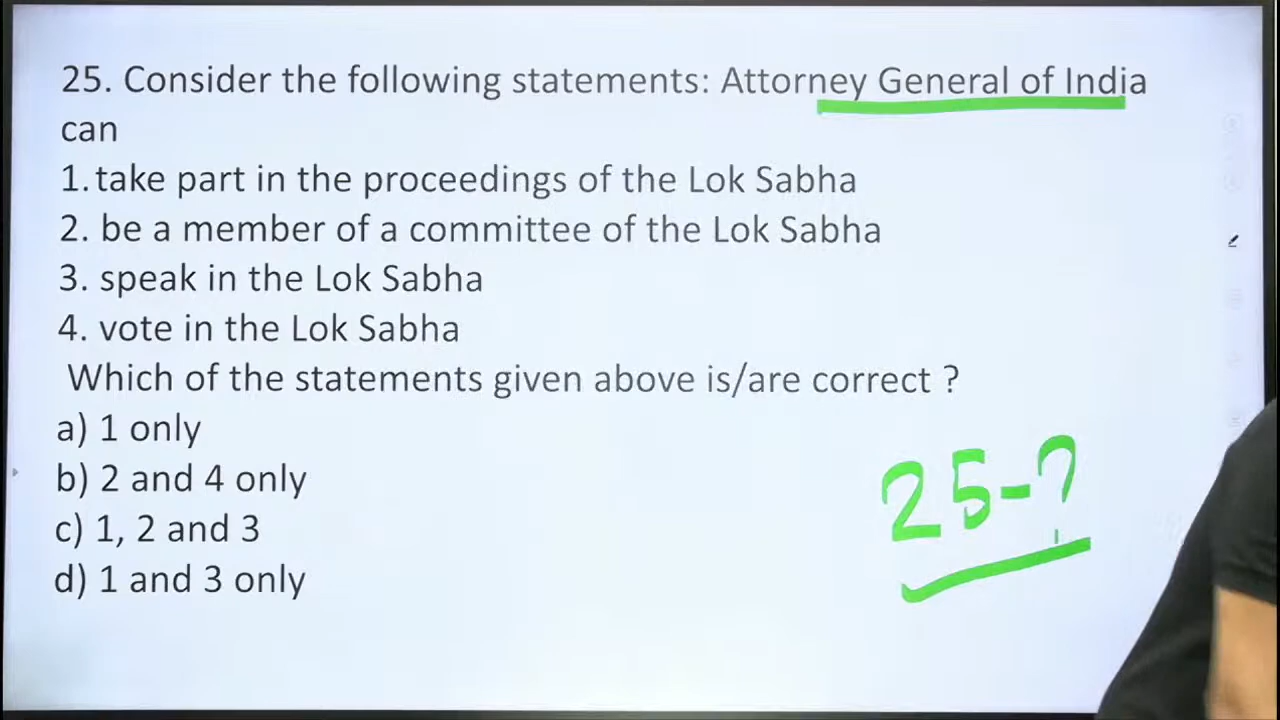 25. Consider the following statements: Attorney General of India
can
1. take part in the proceedings of the Lok Sabha
2. be a member of a committee of the Lok Sabha
3. speak in the Lok Sabha
4. vote in the Lok Sabha
Which of the statements given above is/are correct ?
a) 1 only
b) 2 and 4 only
c) 1, 2 and 3
d) 1 and 3 only
25-?